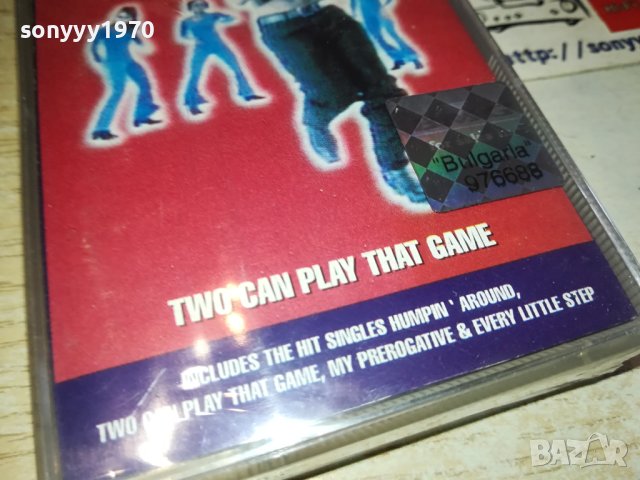 sonyyy1970
http://sony
"Bulgaria"
976688
TWO CAN PLAY THAT GAME
INCLUDES THE HIT SINGLES HUMPIN' AROUND,
TWO CAN PLAY THAT GAME, MY PREROGATIVE & EVERY LITTLE STEP
BAZAR